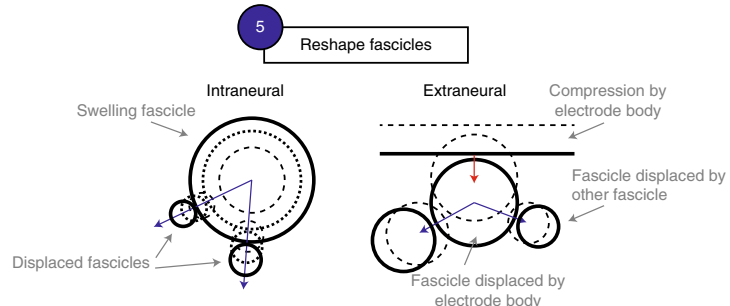 5
Reshape fascicles
Intraneural
Extraneural
Swelling fascicle
Compression by
electrode body
Fascicle displaced by
other fascicle
Displaced fascicles
Fascicle displaced by
electrode body